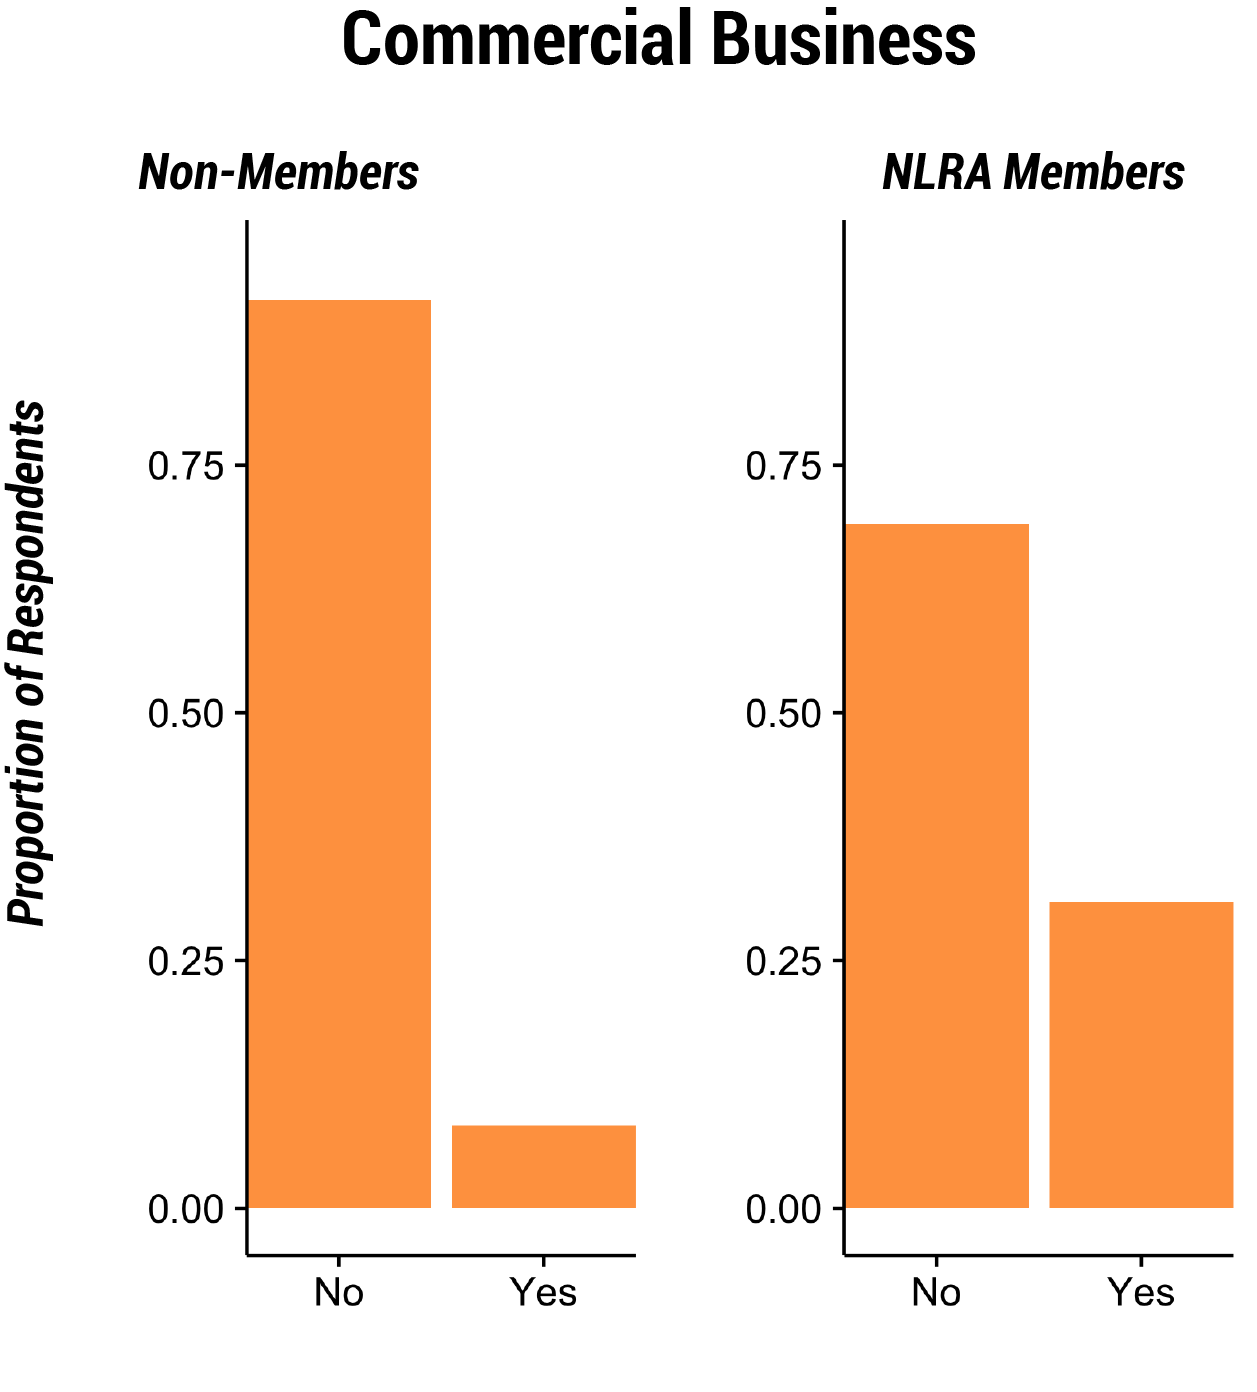 Commercial Business
Non-Members
NLRA Members
Proportion of Respondents
0.75
0.50
0.25
0.00
No
Yes
0.75
0.50
0.25
0.00
No
Yes